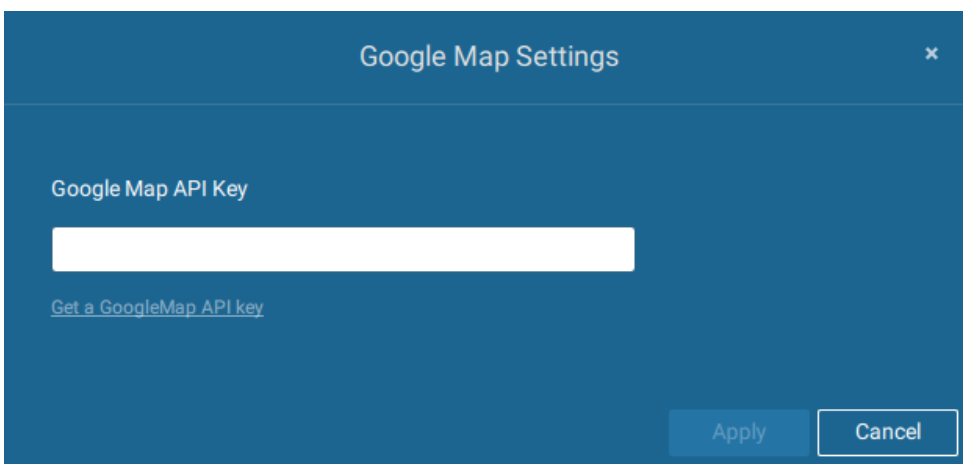 Google Map Settings ×
Google Map API Key
Get a GoogleMap API key
Apply Cancel